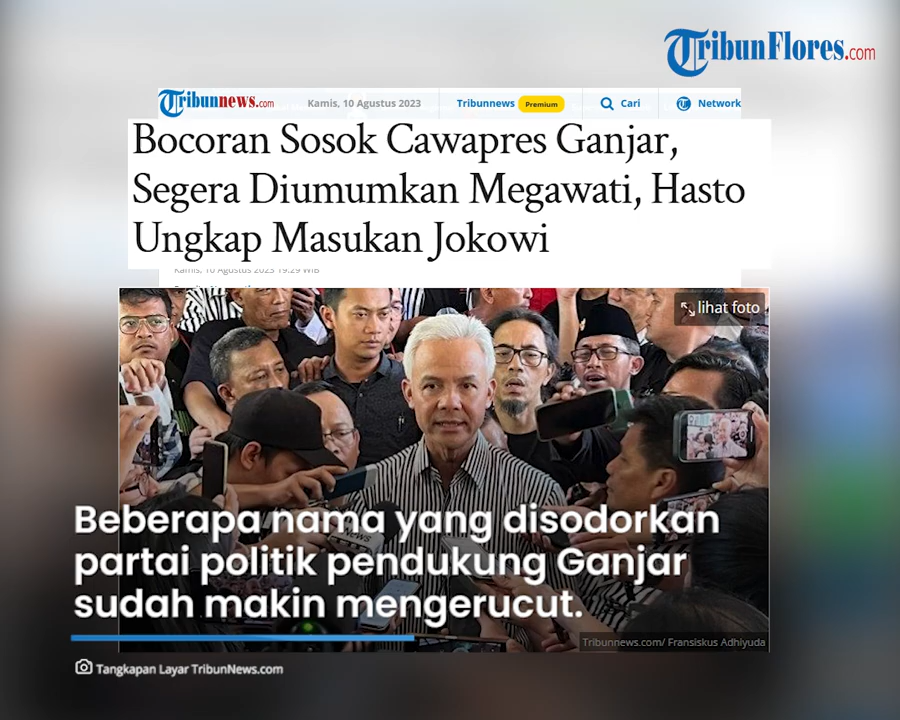 TribunFlores.com
Tribunnews.com Kamis, 10 Agustus 2023 Tribunnews Premium Cari Network
Bocoran Sosok Cawapres Ganjar,
Segera Diumumkan Megawati, Hasto
Ungkap Masukan Jokowi
Kamis, 10 Agustus 2023 19:29 WIB
lihat foto
Beberapa nama yang disodorkan
partai politik pendukung Ganjar
sudah makin mengerucut.
Tribunnews.com/ Fransiskus Adhiyuda
Tangkapan Layar TribunNews.com